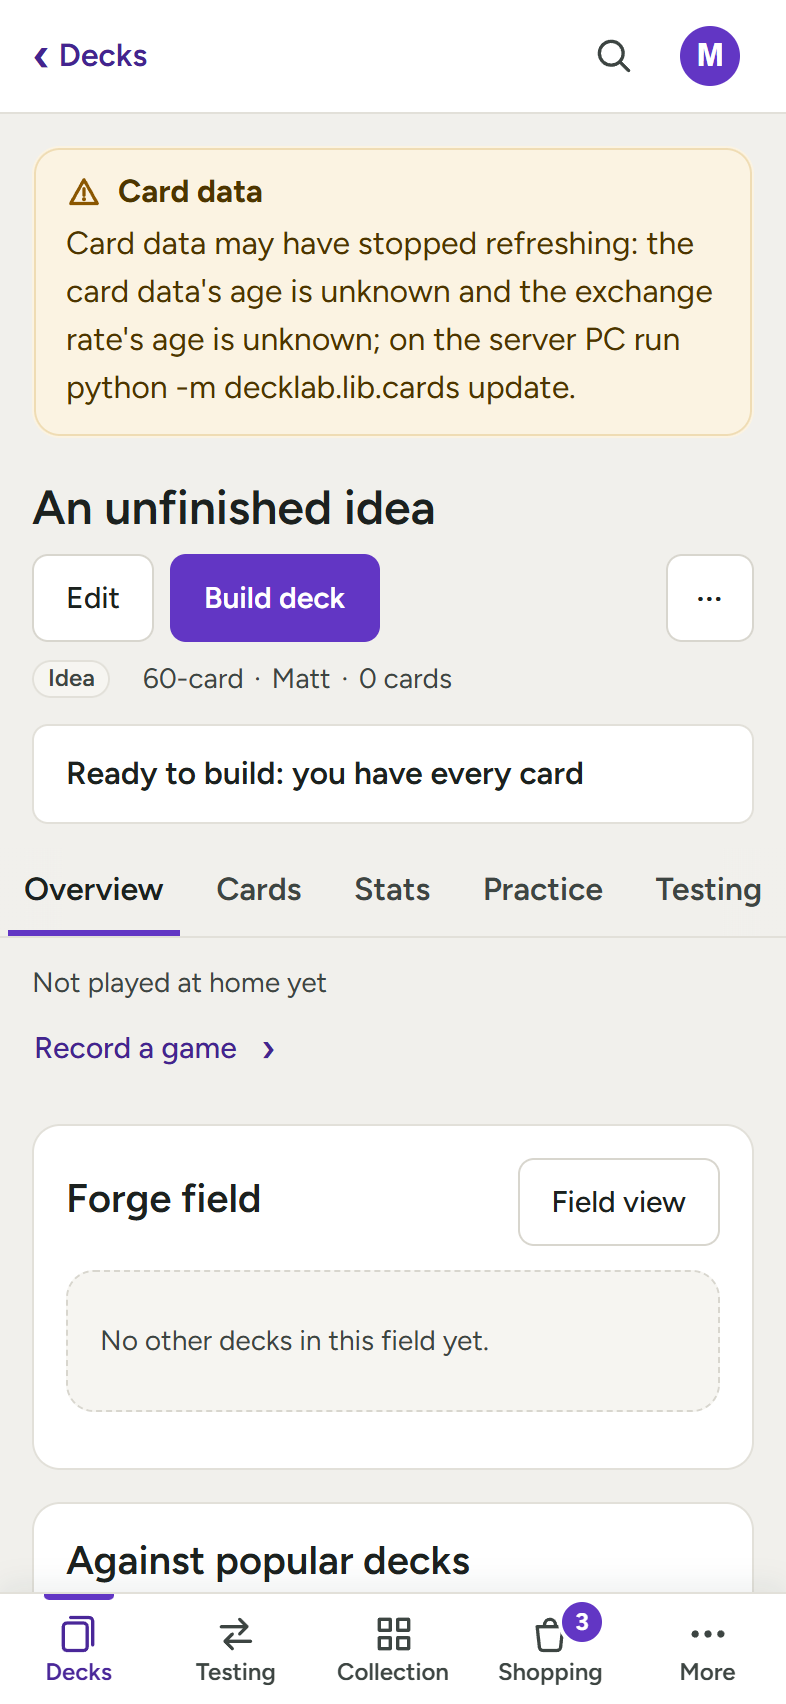 ‹ Decks
M
Card data
Card data may have stopped refreshing: the
card data's age is unknown and the exchange
rate's age is unknown; on the server PC run
python -m decklab.lib.cards update.
An unfinished idea
Edit
Build deck
...
Idea
60-card · Matt · 0 cards
Ready to build: you have every card
Overview
Cards
Stats
Practice
Testing
Not played at home yet
Record a game ›
Forge field
Field view
No other decks in this field yet.
Against popular decks
3
Decks
Testing
Collection
Shopping
More